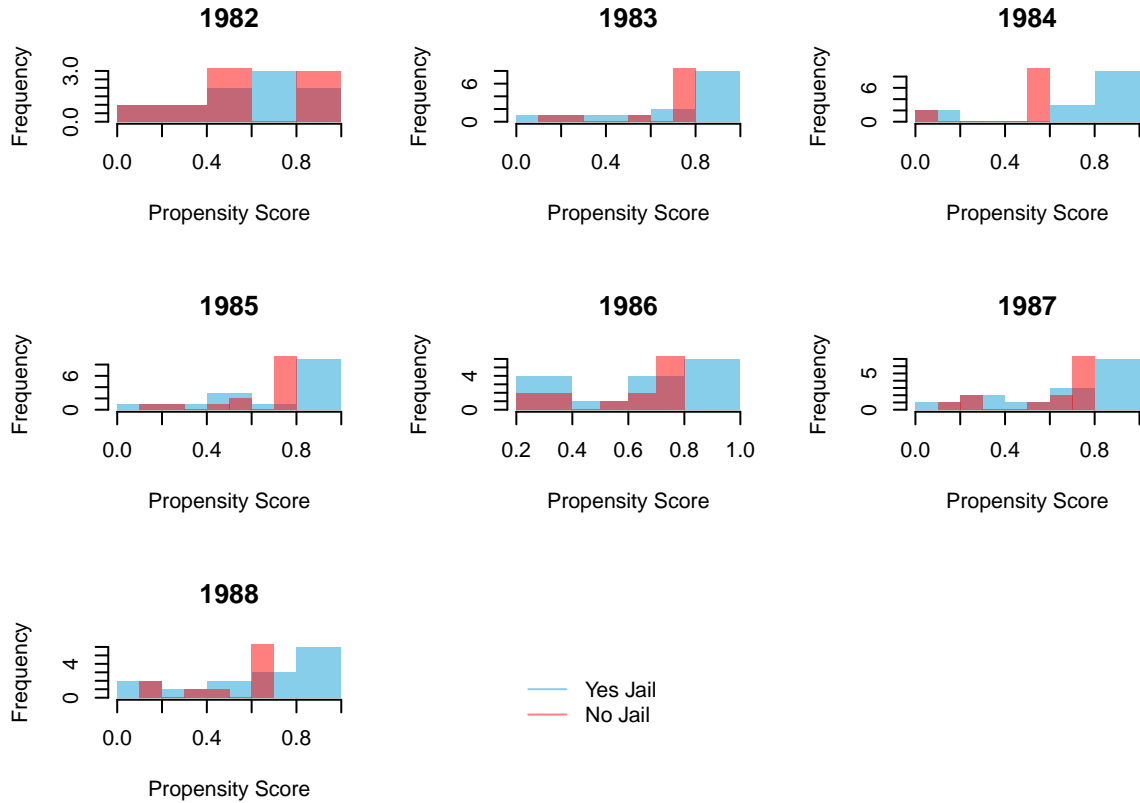 1982
Frequency
0.0 3.0
0.0 0.4 0.8
Propensity Score
1983
Frequency
0 6
0.0 0.4 0.8
Propensity Score
1984
Frequency
0 6
0.0 0.4 0.8
Propensity Score
1985
Frequency
0 6
0.0 0.4 0.8
Propensity Score
1986
Frequency
0 4
0.2 0.4 0.6 0.8 1.0
Propensity Score
1987
Frequency
0 5
0.0 0.4 0.8
Propensity Score
1988
Frequency
0 4
0.0 0.4 0.8
Propensity Score
Yes Jail
No Jail